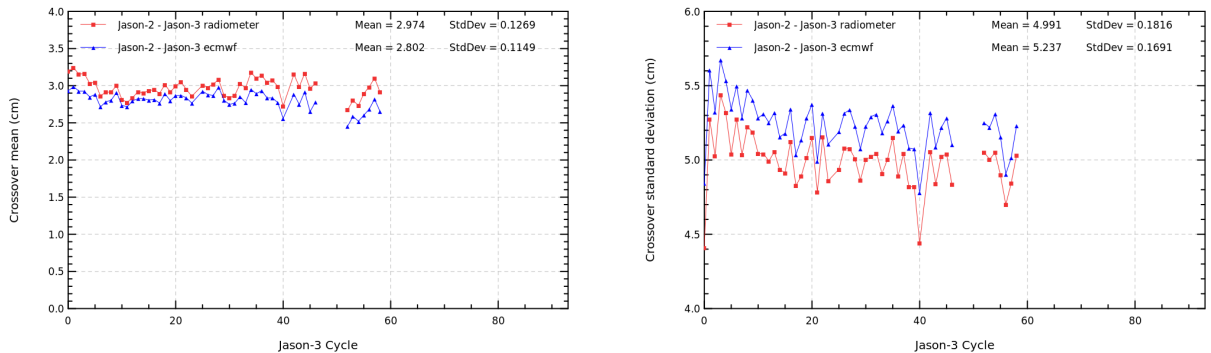 4.0
3.5
3.0
2.5
2.0
1.5
1.0
0.5
0.0
Crossover mean (cm)
Jason-2 - Jason-3 radiometer Mean = 2.974 StdDev = 0.1269
Jason-2 - Jason-3 ecmwf Mean = 2.802 StdDev = 0.1149
0 20 40 60 80
Jason-3 Cycle
6.0
5.5
5.0
4.5
4.0
Crossover standard deviation (cm)
Jason-2 - Jason-3 radiometer Mean = 4.991 StdDev = 0.1816
Jason-2 - Jason-3 ecmwf Mean = 5.237 StdDev = 0.1691
0 20 40 60 80
Jason-3 Cycle